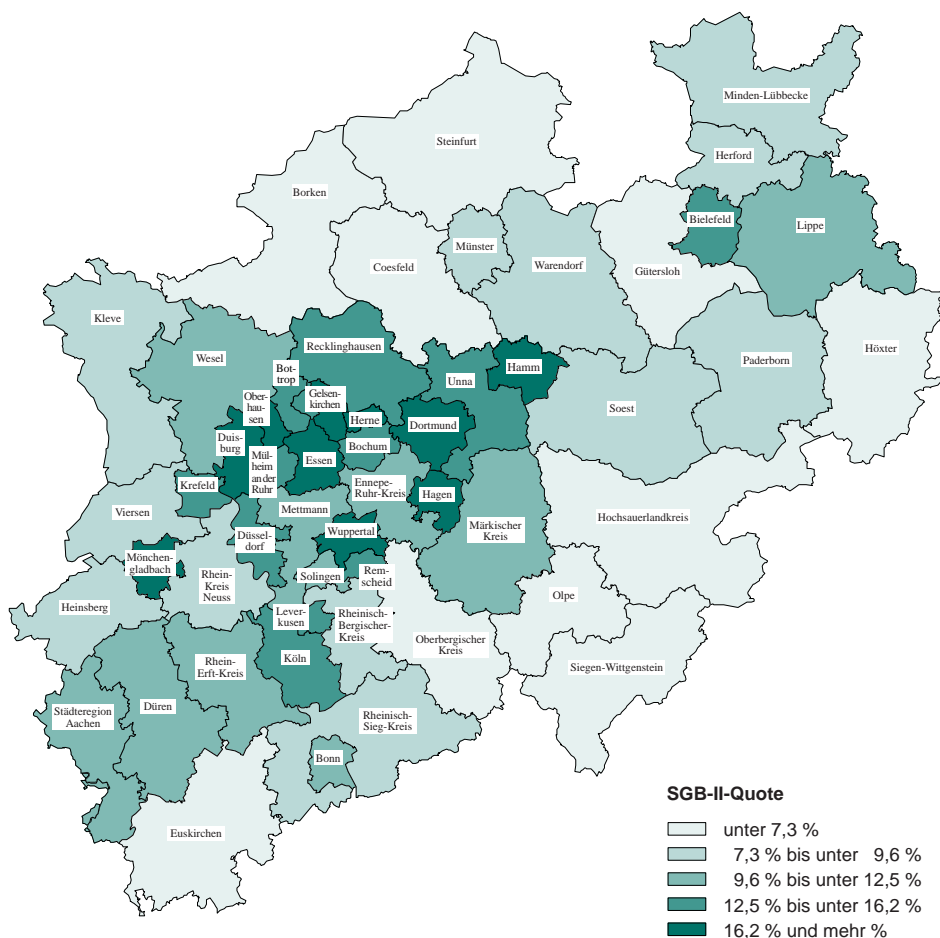 Minden-Lübbecke
Steinfurt
Herford
Borken
Bielefeld
Lippe
Münster
Coesfeld
Warendorf
Gütersloh
Kleve
Höxter
Recklinghausen
Wesel
Paderborn
Bot-
trop
Hamm
Unna
Gelsen-
kirchen
Soest
Ober-
hau-
sen
Herne
Dortmund
Duis-
burg
Bochum
Essen
Mülheim
an der
Ruhr
Ennepe-
Ruhr-Kreis
Krefeld
Hagen
Viersen
Mettmann
Hochsauerlandkreis
Märkischer
Kreis
Wuppertal
Düssel-
dorf
Mönchen-
gladbach
Solingen
Rem-
scheid
Rhein-
Kreis
Neuss
Olpe
Heinsberg
Lever-
kusen
Rheinisch-
Bergischer-
Kreis
Oberbergischer
Kreis
Köln
Siegen-Wittgenstein
Rhein-
Erft-Kreis
Düren
Städteregion
Aachen
Rheinisch-
Sieg-Kreis
Bonn
Euskirchen
SGB-II-Quote
unter 7,3 %
7,3 % bis unter 9,6 %
9,6 % bis unter 12,5 %
12,5 % bis unter 16,2 %
16,2 % und mehr %